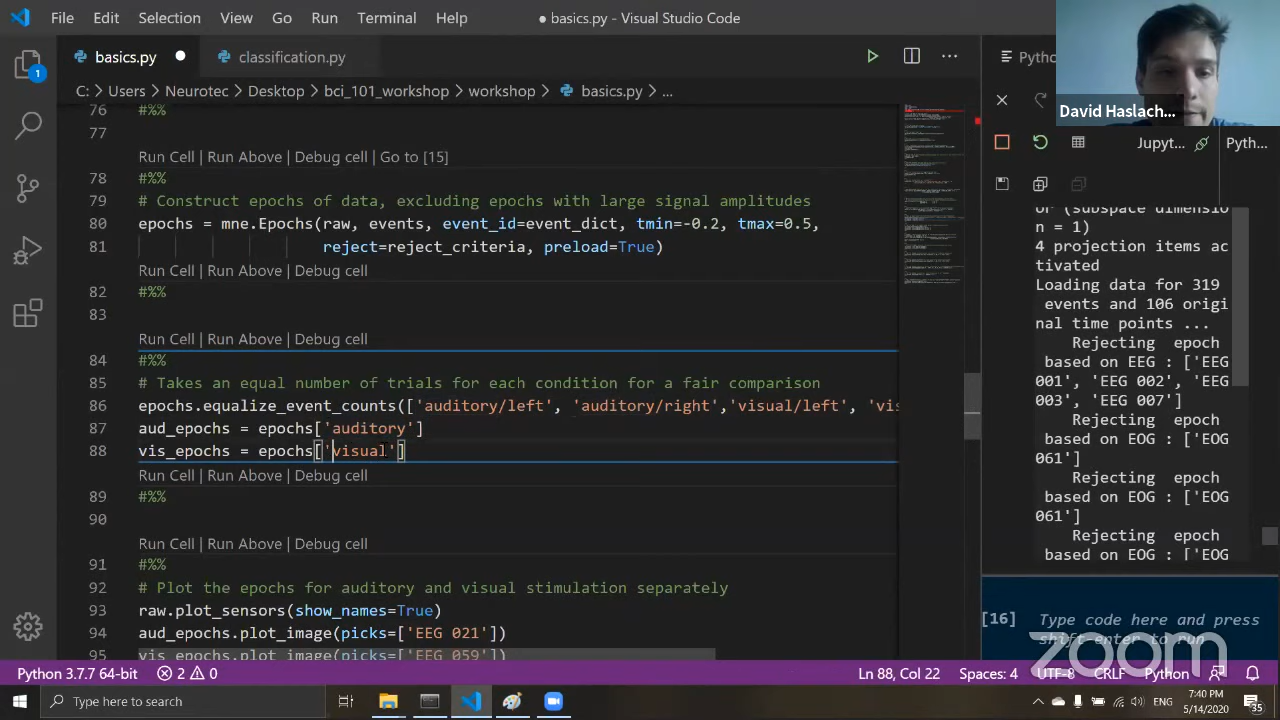 File Edit Selection View Go Run Terminal Help
● basics.py - Visual Studio Code
basics.py
classification.py
C: > Users > Neurotec > Desktop > bci_101_workshop > workshop > basics.py > ...
76 #%%
77
Run Cell | Run Above | Debug cell | Go to [15]
78 #%%
79 # Construct epochs of data, excluding epochs with large signal amplitudes
80
tmin=-0.2, tmax=0.5,
81 reject=reject_criteria, preload=True)
Run Cell | Run Above | Debug cell
82 #%%
83
Run Cell | Run Above | Debug cell
84 #%%
85 # Takes an equal number of trials for each condition for a fair comparison
86 epochs.equalize_event_counts(['auditory/left', 'auditory/right','visual/left', 'vis
87 aud_epochs = epochs['auditory']
88 vis_epochs = epochs['visual']
Run Cell | Run Above | Debug cell
89 #%%
90
Run Cell | Run Above | Debug cell
91 #%%
92 # Plot the epochs for auditory and visual stimulation separately
93 raw.plot_sensors(show_names=True)
94 aud_epochs.plot_image(picks=['EEG 021'])
95 vis_epochs.plot_image(picks=['EEG 059'])
Python
David Haslach...
Jupyt...
Pyth...
n = 1).
4 projection items ac
tivated
Loading data for 319
events and 106 origi
nal time points ...
Rejecting epoch
based on EEG : ['EEG
001', 'EEG 002', 'EEG
003', 'EEG 007']
Rejecting epoch
based on EOG : ['EOG
061']
Rejecting epoch
based on EOG : ['EOG
061']
Rejecting epoch
based on EOG : ['EOG
[16] Type code here and press
shift-enter to run
zoom
Python 3.7.7 64-bit 2 0
Ln 88, Col 22 Spaces: 4 UTF-8 CRLF Python
1
Type here to search
7:40 PM
5/14/2020
35